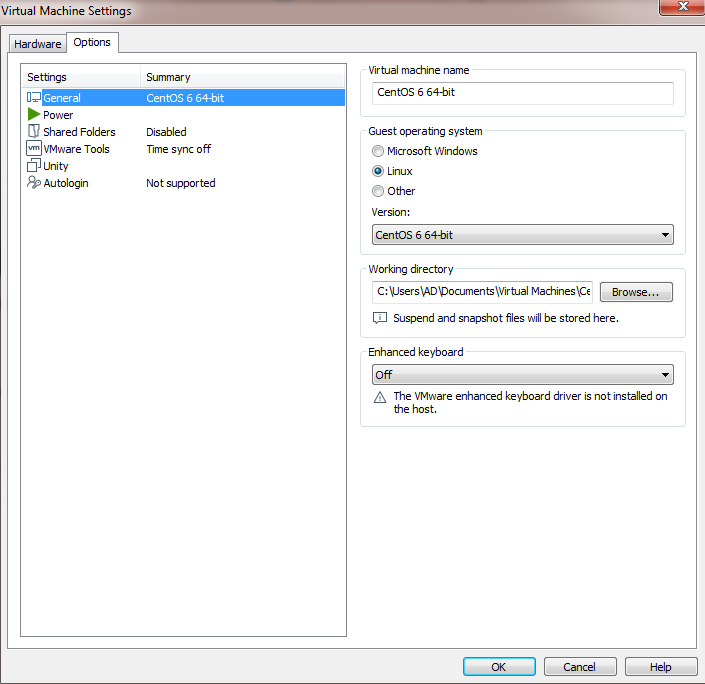 Virtual Machine Settings
Hardware Options
Settings Summary
General CentOS 6 64-bit
Power
Shared Folders Disabled
vm VMware Tools Time sync off
Unity
Autologin Not supported
Virtual machine name
CentOS 6 64-bit
Guest operating system
Microsoft Windows
Linux
Other
Version:
CentOS 6 64-bit
Working directory
C:\Users\AD\Documents\Virtual Machines\Ce
Browse...
Suspend and snapshot files will be stored here.
Enhanced keyboard
Off
The VMware enhanced keyboard driver is not installed on
the host.
OK Cancel Help